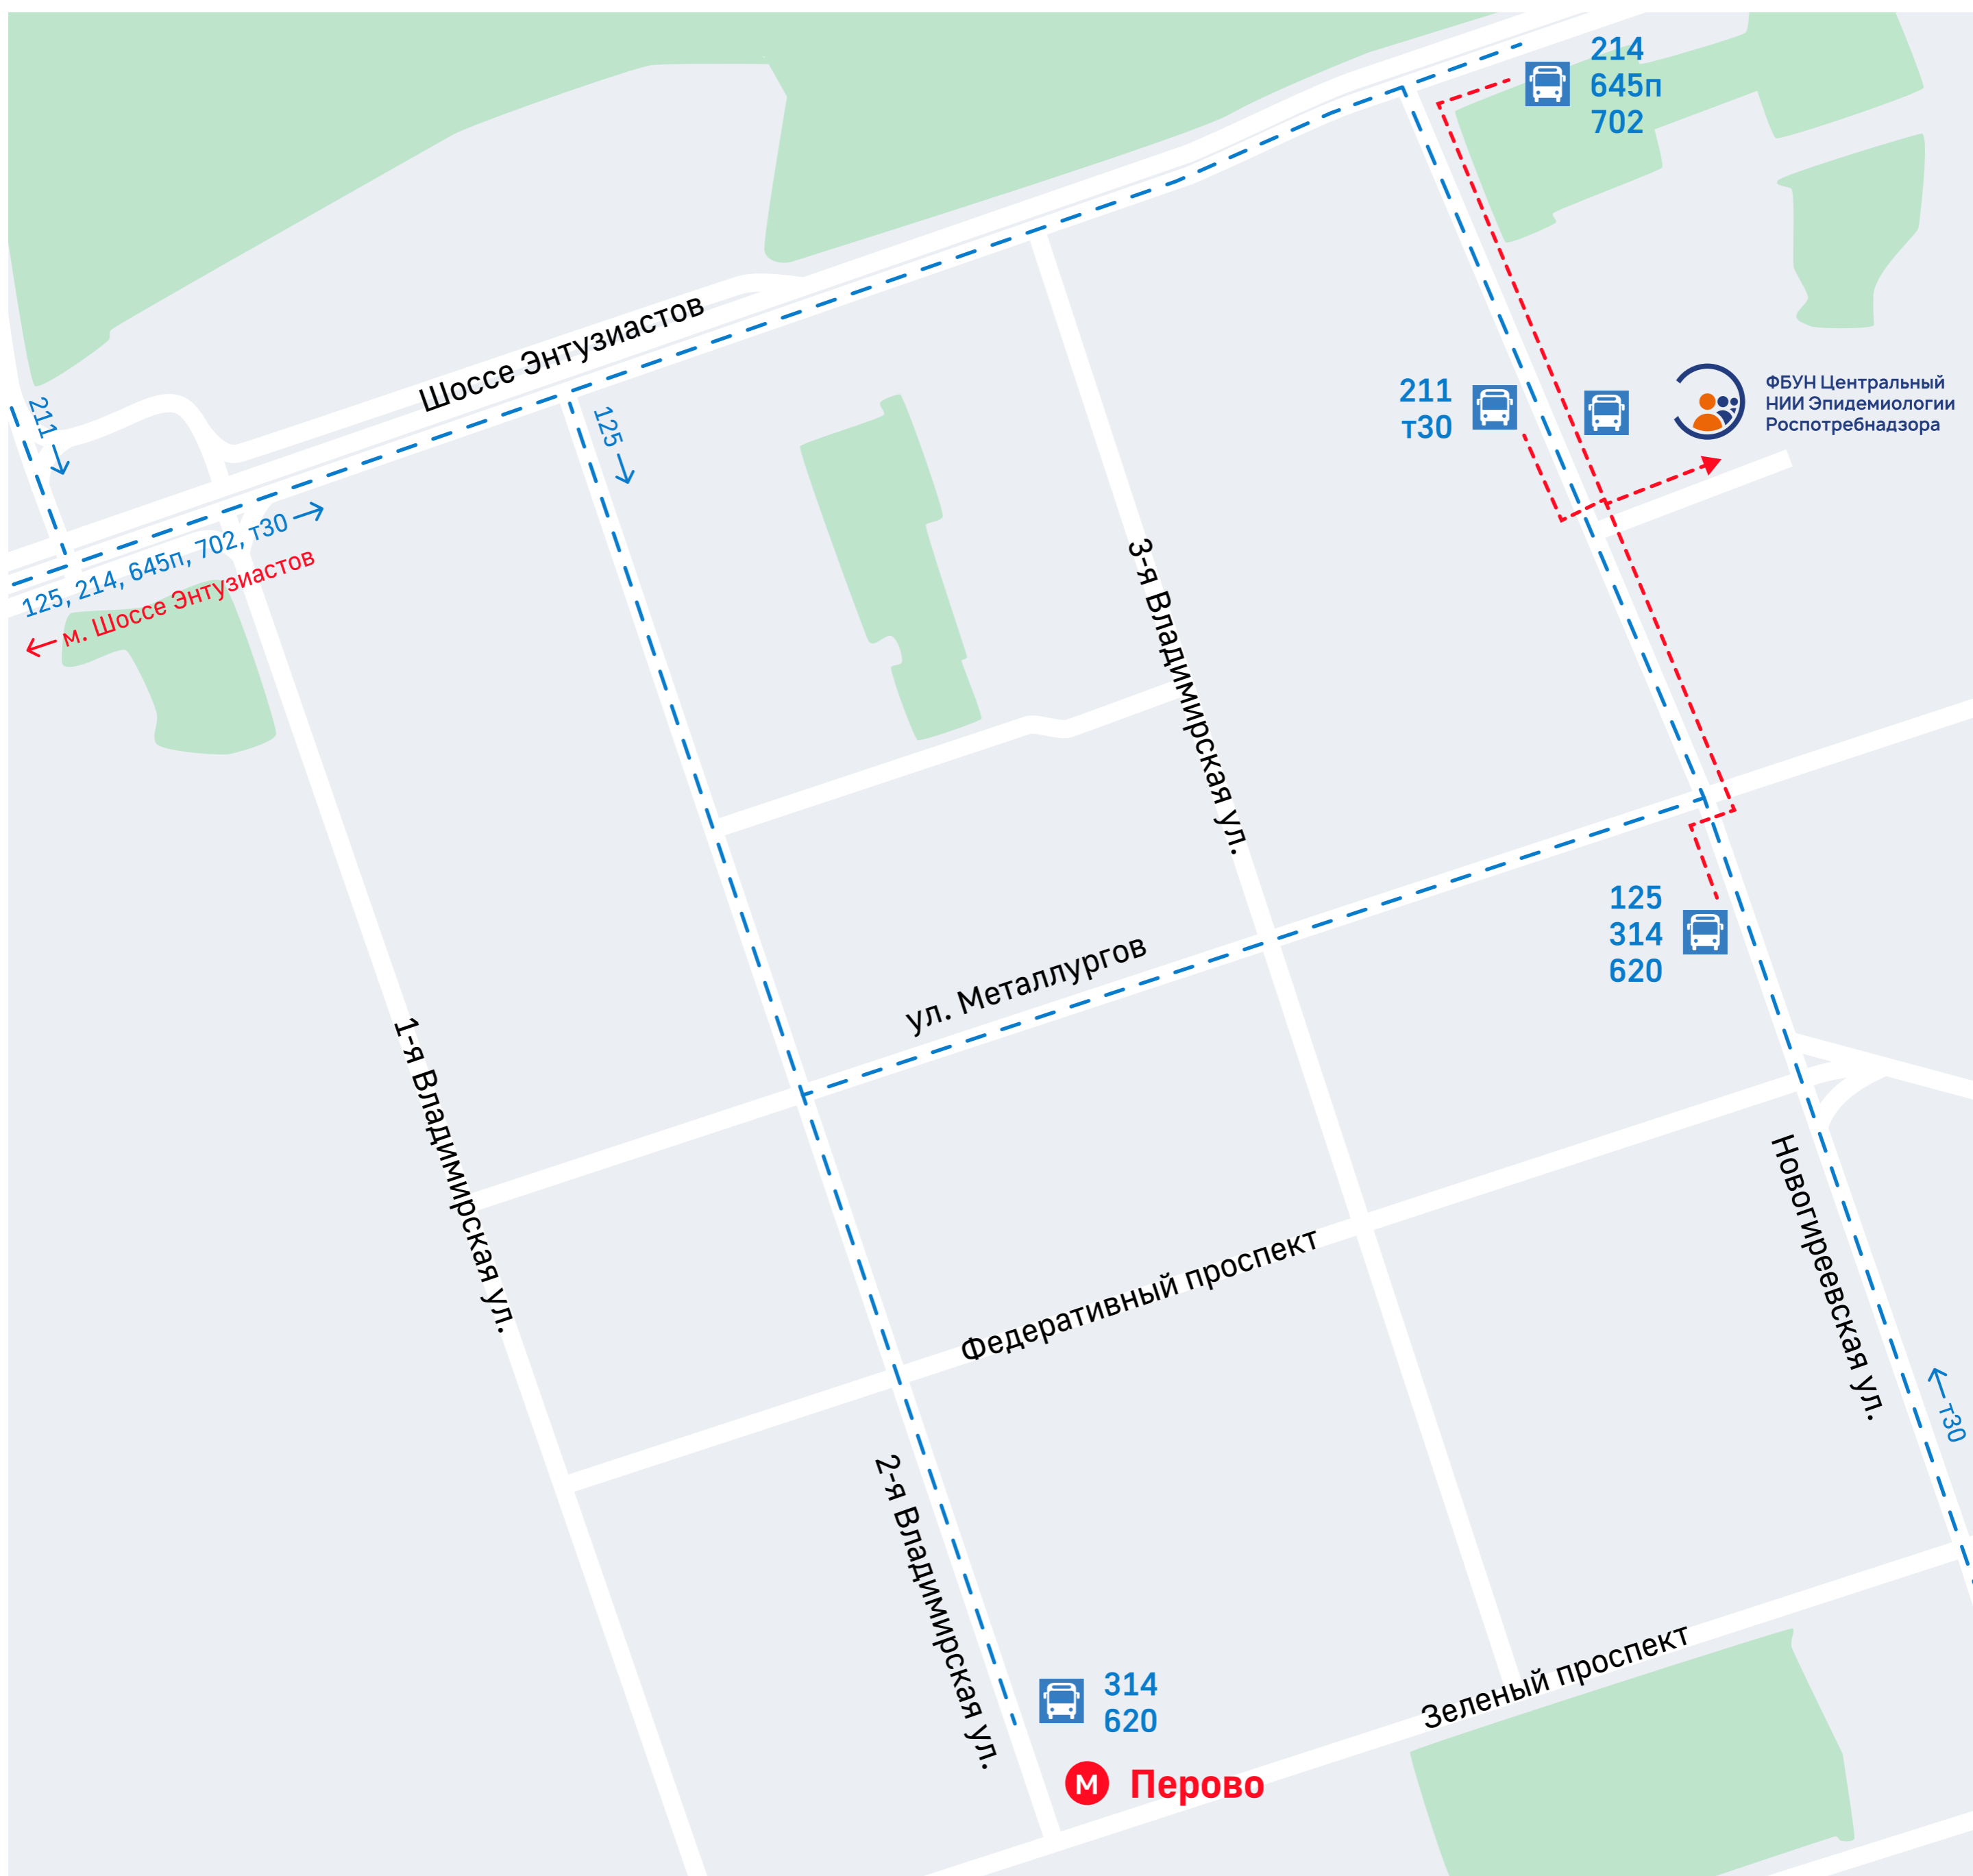 214
645п
702
Шоссе Энтузиастов
211
125
211
т30
ФБУН Центральный
НИИ Эпидемиологии
Роспотребнадзора
125, 214, 645п, 702, т30
м. Шоссе Энтузиастов
3-я Владимирская ул.
125
314
620
ул. Металлургов
1-я Владимирская ул.
Федеративный проспект
Новогиреевская ул.
т30
2-я Владимирская ул.
314
620
Зеленый проспект
М Перово